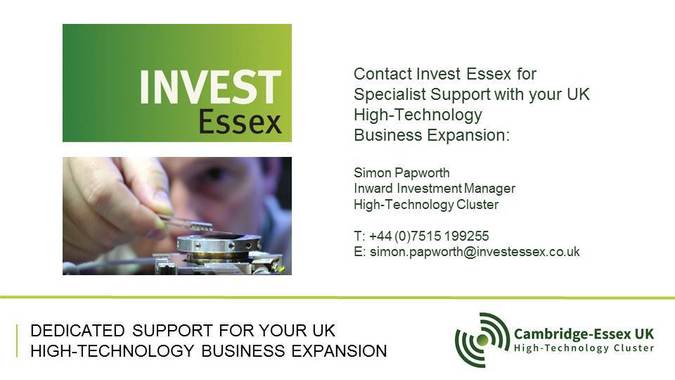 INVEST
Essex
Contact Invest Essex for
Specialist Support with your UK
High-Technology
Business Expansion:
Simon Papworth
Inward Investment Manager
High-Technology Cluster
T: +44 (0)7515 199255
E: simon.papworth@investessex.co.uk
DEDICATED SUPPORT FOR YOUR UK
HIGH-TECHNOLOGY BUSINESS EXPANSION
Cambridge-Essex UK
High-Technology Cluster